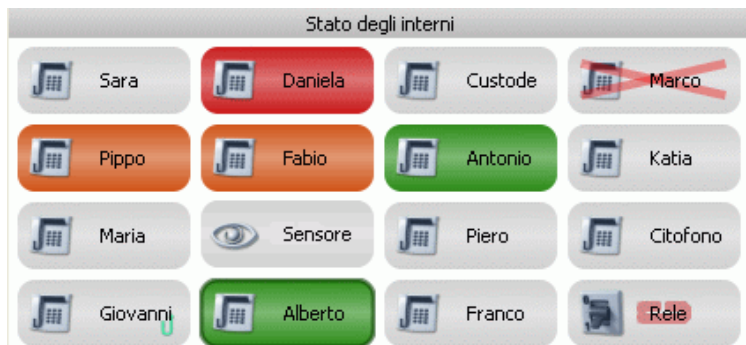 Stato degli interni
Sara Daniela Custode Marco
Pippo Fabio Antonio Katia
Maria Sensore Piero Citofono
Giovanni Alberto Franco Rele